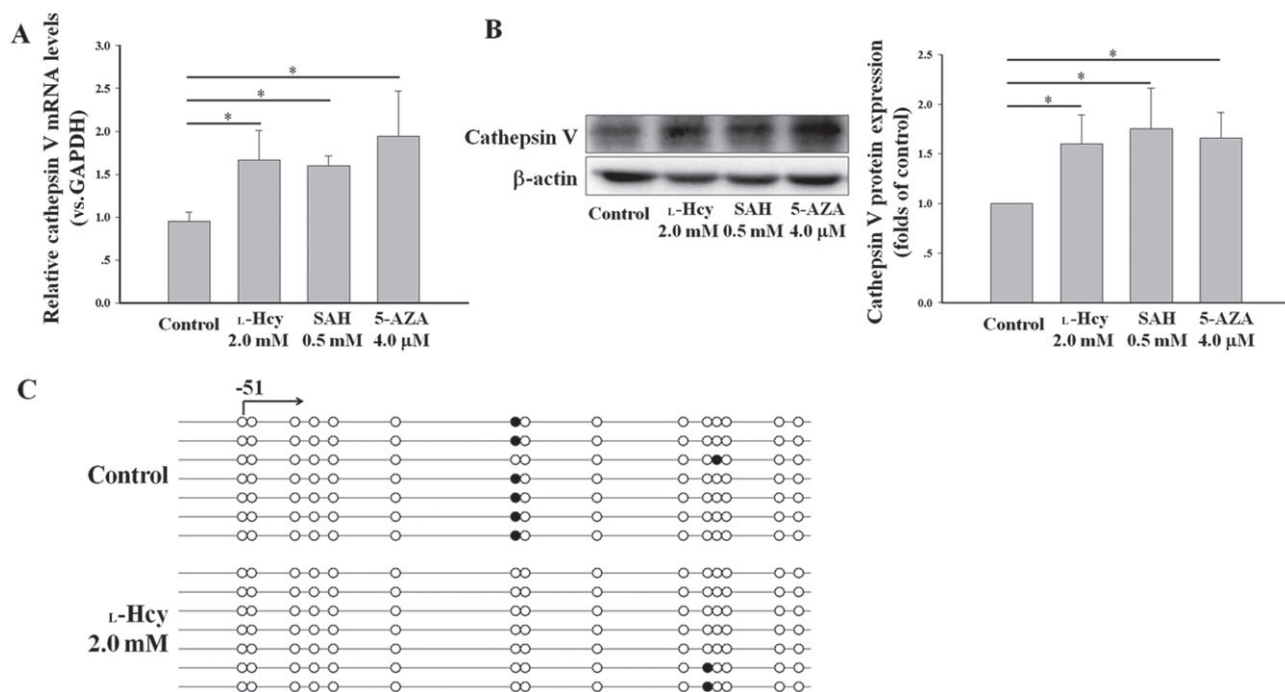 A
Relative cathepsin V mRNA levels
(vs.GAPDH)
3.0
2.5
2.0
1.5
1.0
.5
0.0
*
*
*
Control
L-Hcy
2.0 mM
SAH
0.5 mM
5-AZA
4.0 μM
B
Cathepsin V
β-actin
Control
L-Hcy
2.0 mM
SAH
0.5 mM
5-AZA
4.0 μM
Cathepsin V protein expression
(folds of control)
2.5
2.0
1.5
1.0
.5
0.0
*
*
*
Control
L-Hcy
2.0 mM
SAH
0.5 mM
5-AZA
4.0 μM
C
-51
Control
L-Hcy
2.0 mM